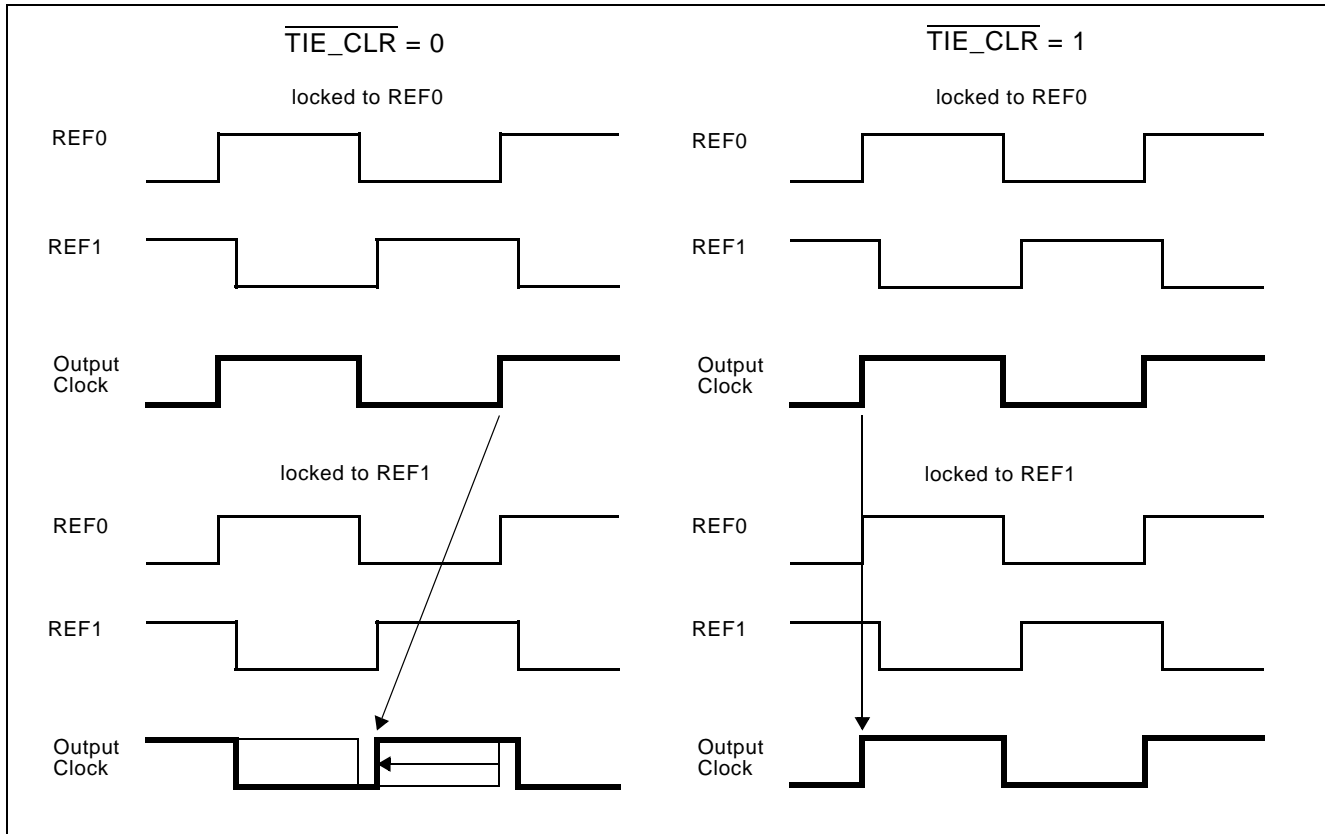 TIE_CLR = 0
locked to REF0
REF0
REF1
Output
Clock
locked to REF1
REF0
REF1
Output
Clock
TIE_CLR = 1
locked to REF0
REF0
REF1
Output
Clock
locked to REF1
REF0
REF1
Output
Clock